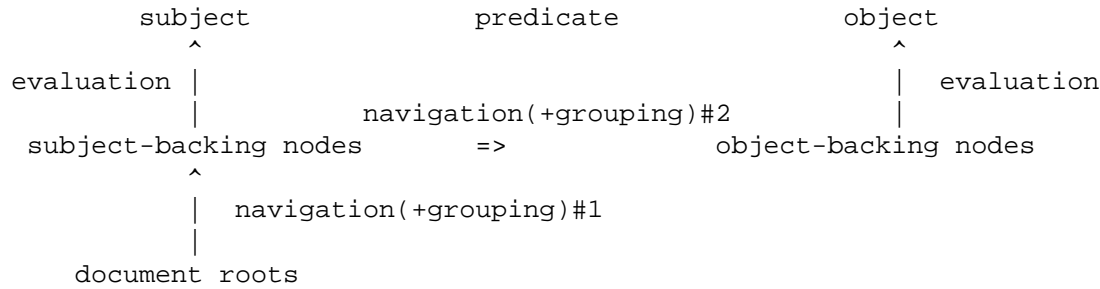 subject predicate object
^ ^
evaluation | | evaluation
| navigation(+grouping)#2 |
subject-backing nodes => object-backing nodes
^
| navigation(+grouping)#1
|
document roots